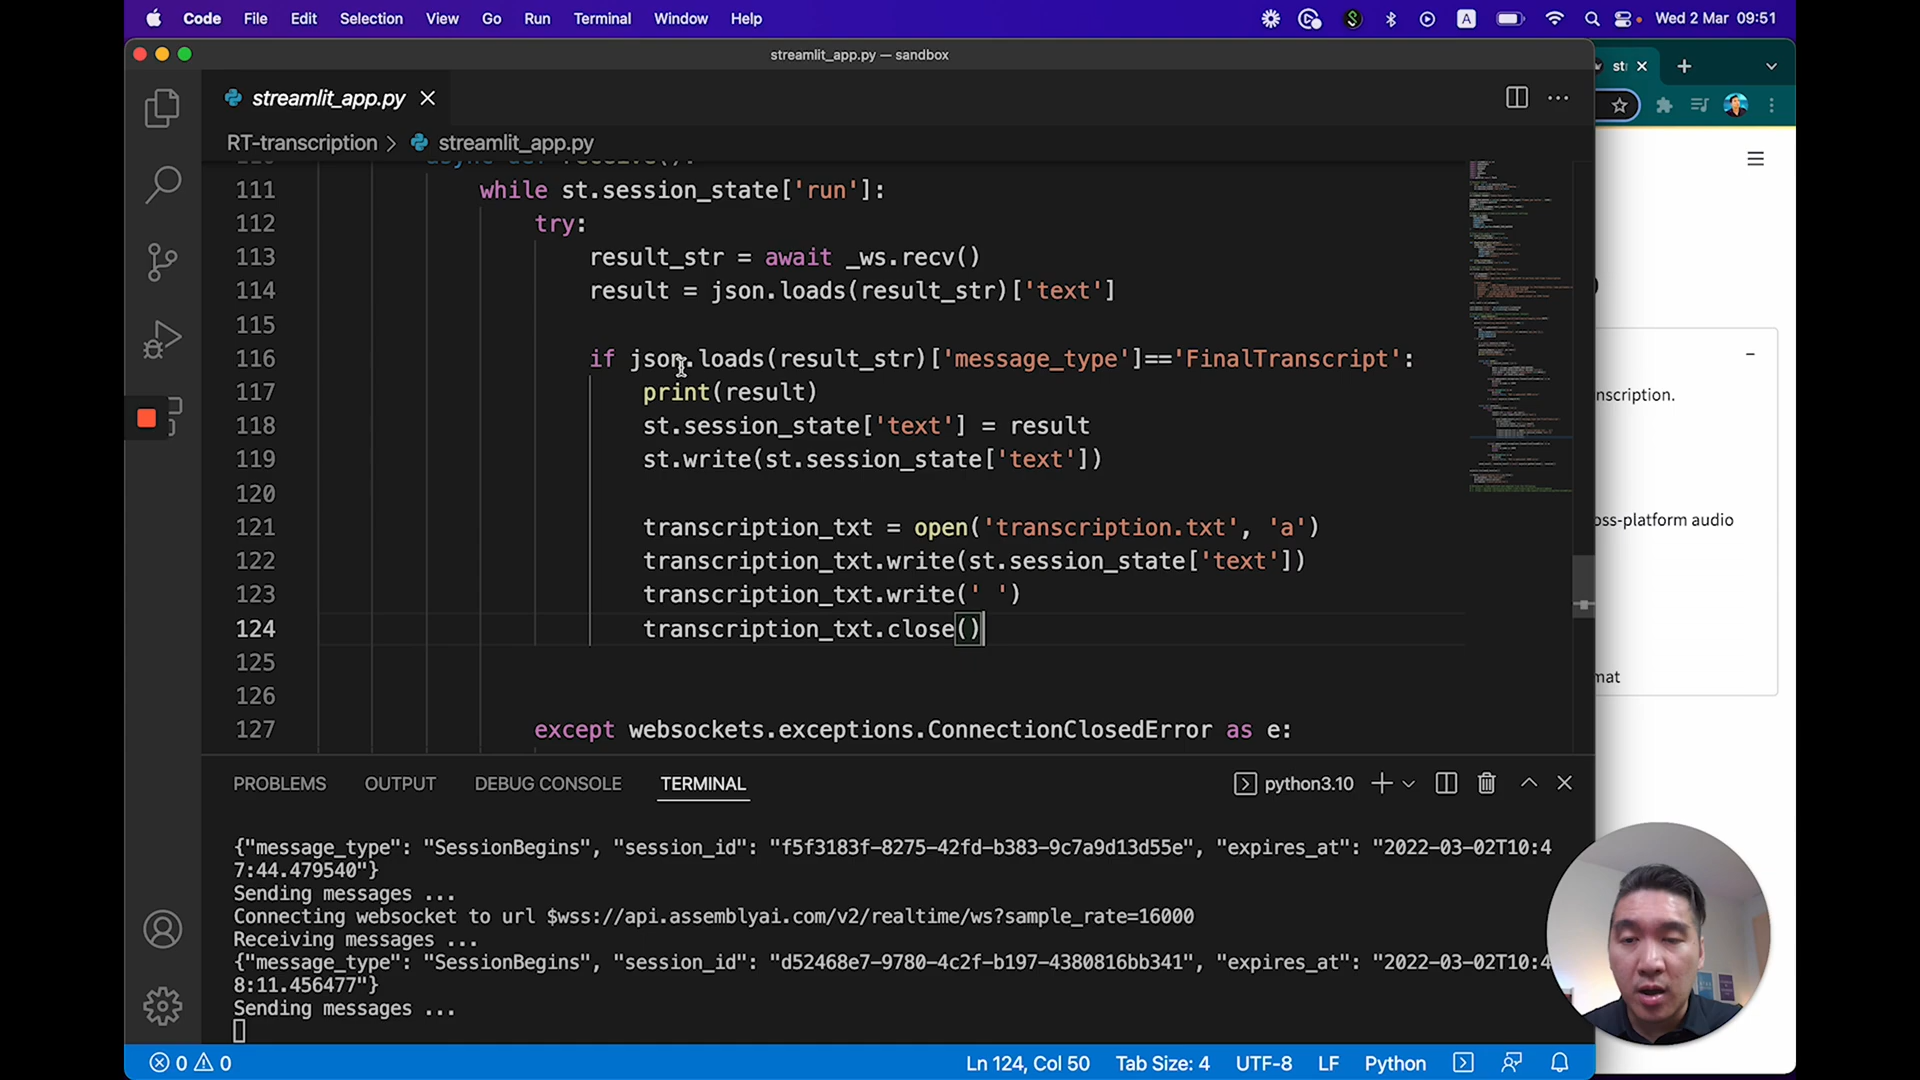 Code File Edit Selection View Go Run Terminal Window Help A Wed 2 Mar 09:51
streamlit_app.py — sandbox
streamlit_app.py
RT-transcription > streamlit_app.py
111 while st.session_state['run']:
112 try:
113 result_str = await _ws.recv()
114 result = json.loads(result_str)['text']
115
116 if json.loads(result_str)['message_type']=='FinalTranscript':
117 print(result)
118 st.session_state['text'] = result
119 st.write(st.session_state['text'])
120
121 transcription_txt = open('transcription.txt', 'a')
122 transcription_txt.write(st.session_state['text'])
123 transcription_txt.write(' ')
124 transcription_txt.close()
125
126
127 except websockets.exceptions.ConnectionClosedError as e:
nscription.
oss-platform audio
mat
PROBLEMS OUTPUT DEBUG CONSOLE TERMINAL python3.10
{"message_type": "SessionBegins", "session_id": "f5f3183f-8275-42fd-b383-9c7a9d13d55e", "expires_at": "2022-03-02T10:4
7:44.479540"}
Sending messages ...
Connecting websocket to url $wss://api.assemblyai.com/v2/realtime/ws?sample_rate=16000
Receiving messages ...
{"message_type": "SessionBegins", "session_id": "d52468e7-9780-4c2f-b197-4380816bb341", "expires_at": "2022-03-02T10:4
8:11.456477"}
Sending messages ...
0 0 Ln 124, Col 50 Tab Size: 4 UTF-8 LF Python